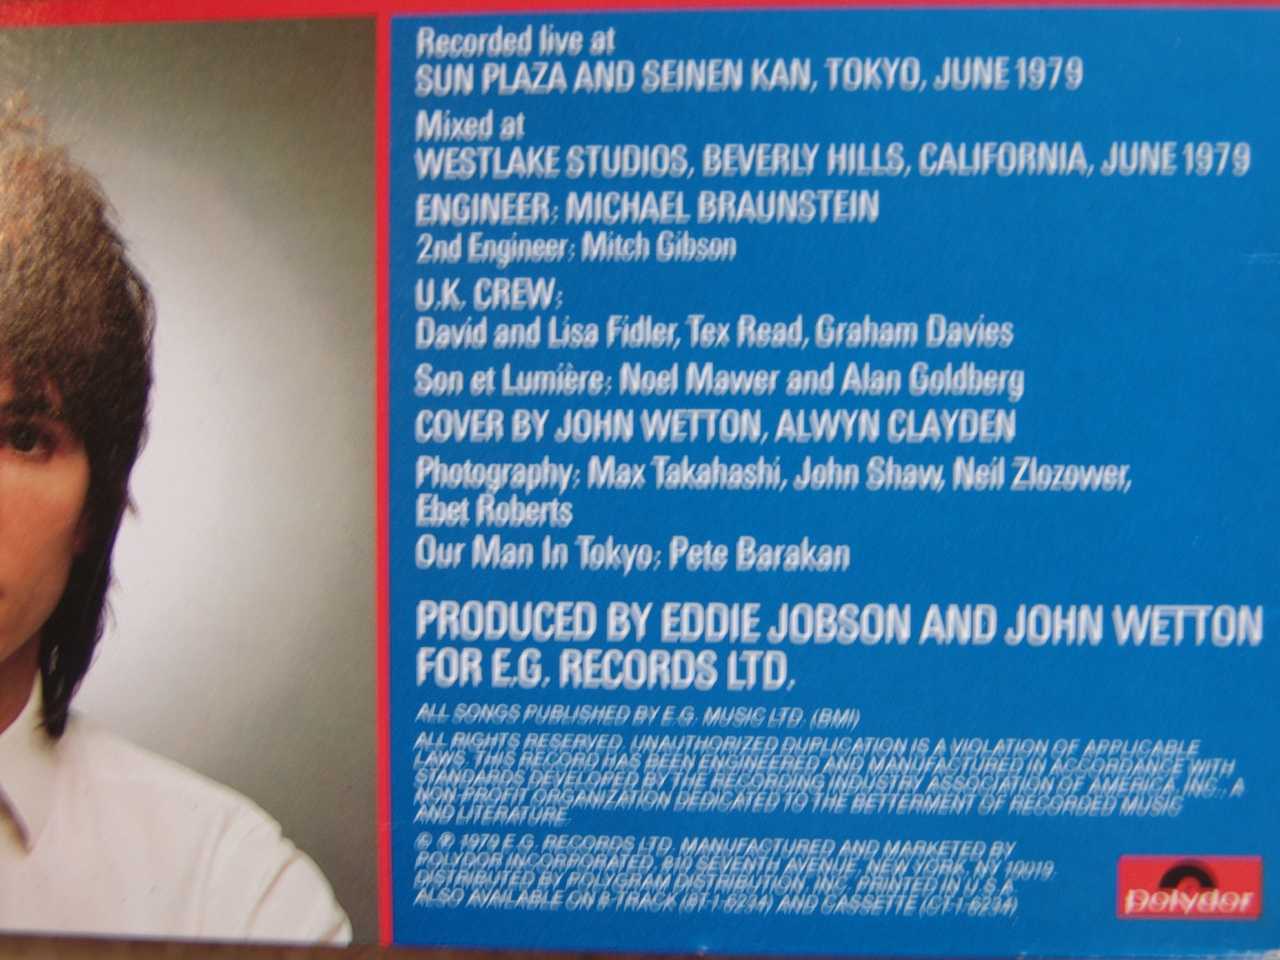 Recorded live at
SUN PLAZA AND SEINEN KAN, TOKYO, JUNE 1979
Mixed at
WESTLAKE STUDIOS, BEVERLY HILLS, CALIFORNIA, JUNE 1979
ENGINEER: MICHAEL BRAUNSTEIN
2nd Engineer: Mitch Gibson
U.K. CREW:
David and Lisa Fidler, Tex Read, Graham Davies
Son et Lumière: Noel Mawer and Alan Goldberg
COVER BY JOHN WETTON, ALWYN CLAYDEN
Photography: Max Takahashi, John Shaw, Neil Zlozower,
Ebet Roberts
Our Man In Tokyo: Pete Barakan
PRODUCED BY EDDIE JOBSON AND JOHN WETTON
FOR E.G. RECORDS LTD.
ALL SONGS PUBLISHED BY E.G. MUSIC LTD. (BMI)
ALL RIGHTS RESERVED. UNAUTHORIZED DUPLICATION IS A VIOLATION OF APPLICABLE
LAWS. THIS RECORD HAS BEEN ENGINEERED AND MANUFACTURED IN ACCORDANCE WITH
STANDARDS DEVELOPED BY THE RECORDING INDUSTRY ASSOCIATION OF AMERICA, INC., A
NON-PROFIT ORGANIZATION DEDICATED TO THE BETTERMENT OF RECORDED MUSIC
AND LITERATURE.
© ℗ 1979 E.G. RECORDS LTD. MANUFACTURED AND MARKETED BY
POLYDOR INCORPORATED, 810 SEVENTH AVENUE, NEW YORK, NY 10019.
DISTRIBUTED BY POLYGRAM DISTRIBUTION, INC. PRINTED IN U.S.A.
ALSO AVAILABLE ON 8-TRACK (8T-1-6234) AND CASSETTE (CT-1-6234)
polydor